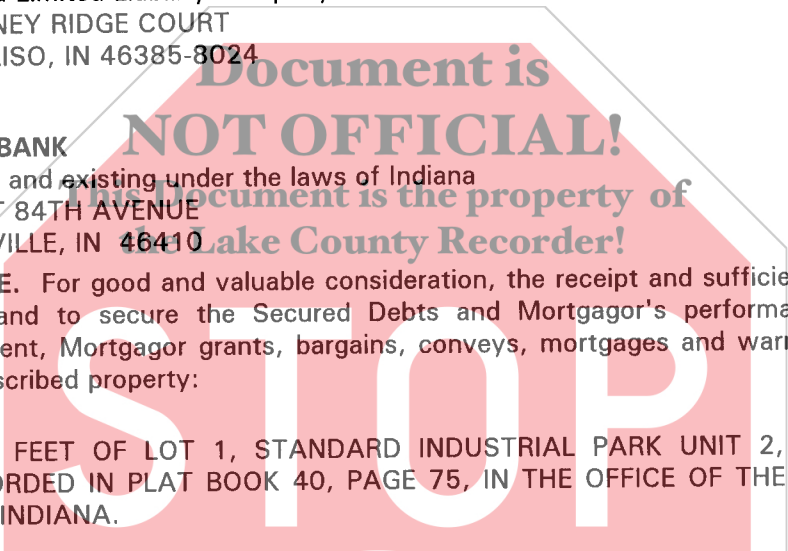 NEY RIDGE COURT
ISO, IN 46385-8024
Document is
NOT OFFICIAL!
BANK
and existing under the laws of Indiana
This Document is the property of
84TH AVENUE
VILLE, IN 46410
the Lake County Recorder!
E. For good and valuable consideration, the receipt and sufficie
and to secure the Secured Debts and Mortgagor's performa
ent, Mortgagor grants, bargains, conveys, mortgages and war
scribed property:
STOP
FEET OF LOT 1, STANDARD INDUSTRIAL PARK UNIT 2,
RDED IN PLAT BOOK 40, PAGE 75, IN THE OFFICE OF THE
INDIANA.